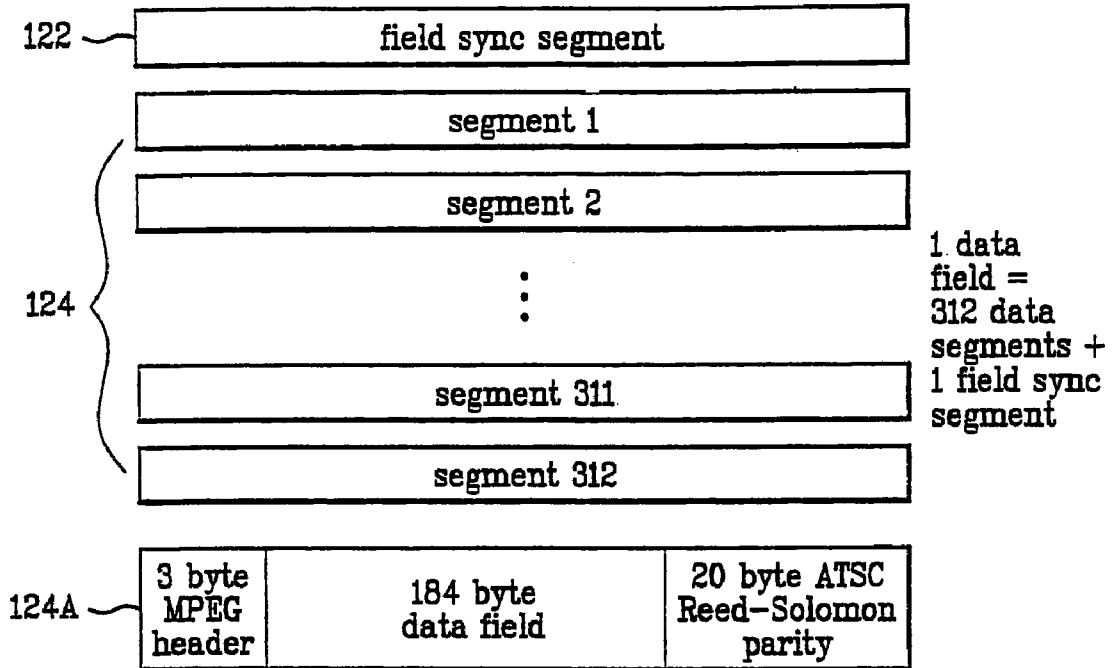 122
field sync segment
segment 1
segment 2
124
1 data
field =
312 data
segments +
1 field sync
segment
segment 311
segment 312
124A
3 byte
MPEG
header
184 byte
data field
20 byte ATSC
Reed-Solomon
parity